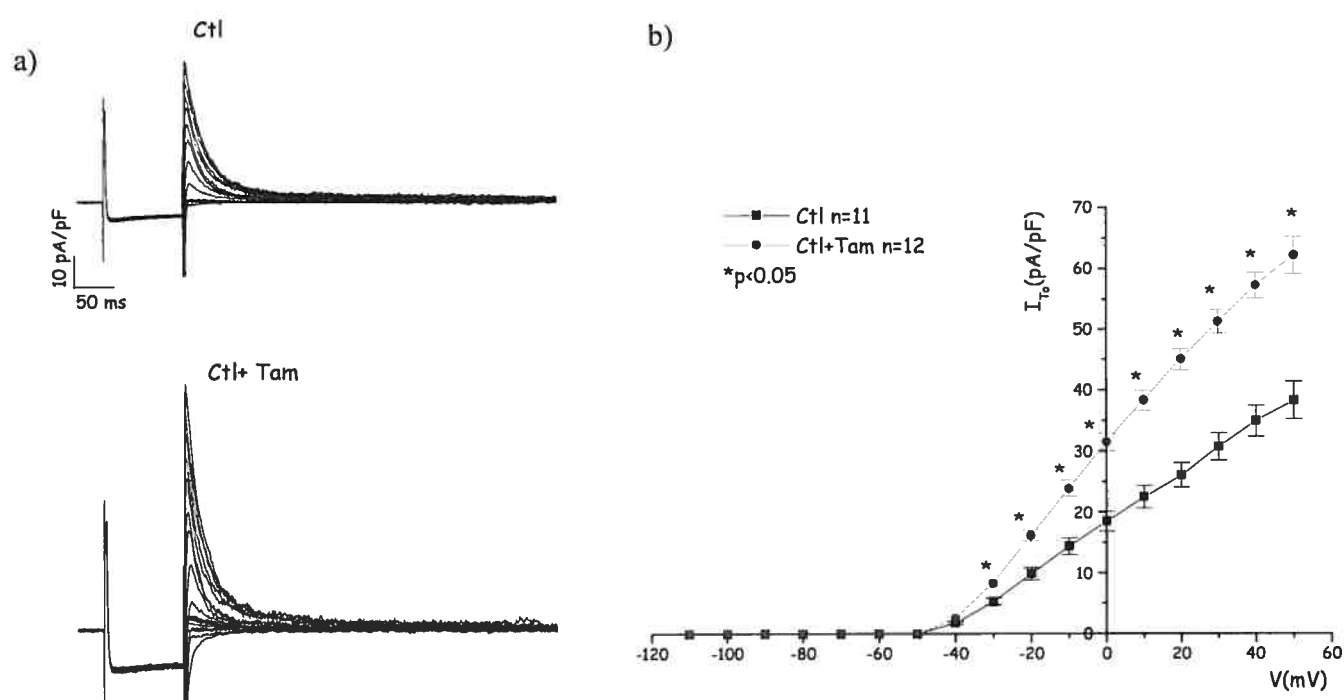 a)
Ctl
10 pA/pF
50 ms
Ctl+ Tam
b)
Ctl n=11
Ctl+Tam n=12
*p<0.05
I_To(pA/pF)
70
60
50
40
30
20
10
0
* * * * * * * * *
-120 -100 -80 -60 -40 -20 0 20 40 60
V(mV)